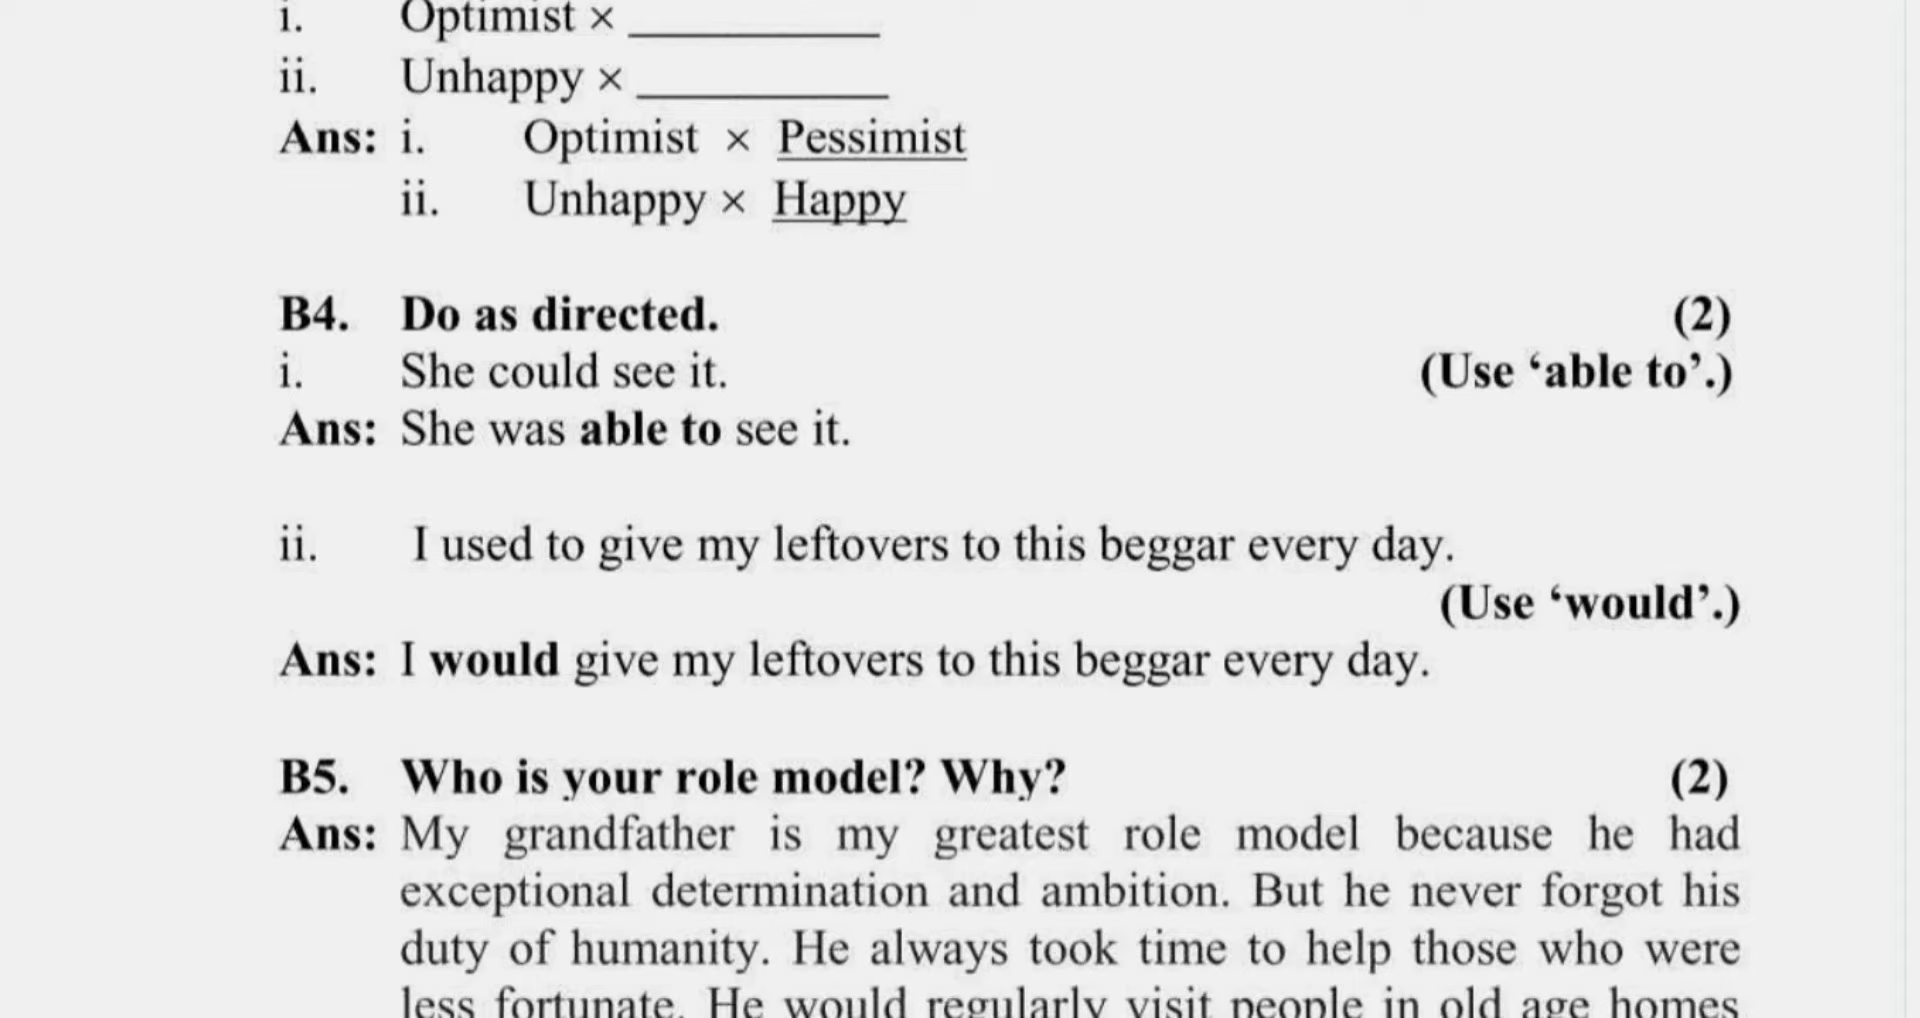 i. Optimist × __________
ii. Unhappy × __________
Ans: i. Optimist × Pessimist
ii. Unhappy × Happy
B4. Do as directed. (2)
i. She could see it. (Use ‘able to’.)
Ans: She was able to see it.
ii. I used to give my leftovers to this beggar every day.
(Use ‘would’.)
Ans: I would give my leftovers to this beggar every day.
B5. Who is your role model? Why? (2)
Ans: My grandfather is my greatest role model because he had
exceptional determination and ambition. But he never forgot his
duty of humanity. He always took time to help those who were
less fortunate. He would regularly visit people in old age homes